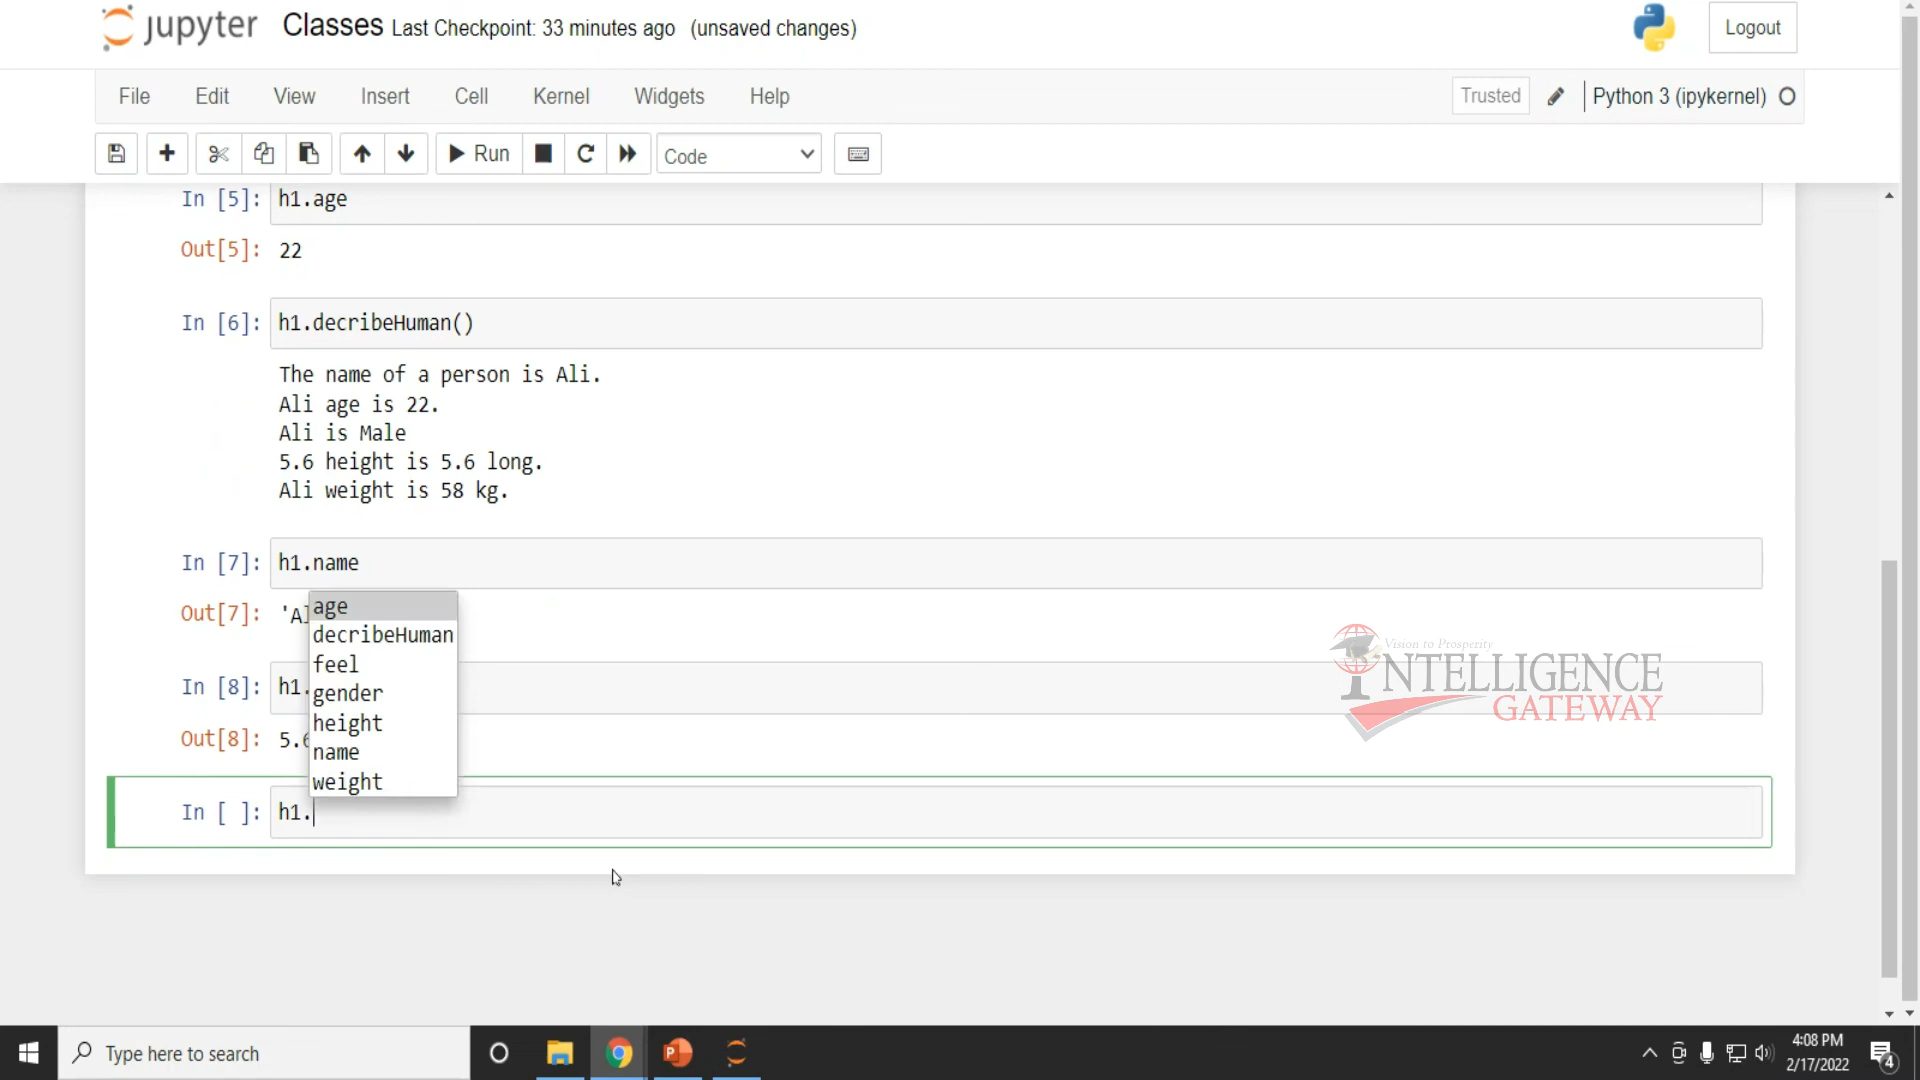 jupyter Classes Last Checkpoint: 33 minutes ago (unsaved changes) Logout
File Edit View Insert Cell Kernel Widgets Help Trusted Python 3 (ipykernel)
Run Code
In [5]: h1.age
Out[5]: 22
In [6]: h1.decribeHuman()
The name of a person is Ali.
Ali age is 22.
Ali is Male
5.6 height is 5.6 long.
Ali weight is 58 kg.
In [7]: h1.name
Out[7]:
age
decribeHuman
feel
gender
height
name
weight
In [8]: h1.
Out[8]: 5.6
In [ ]: h1.
Vision to Prosperity
INTELLIGENCE
GATEWAY
Type here to search
4:08 PM
2/17/2022
4